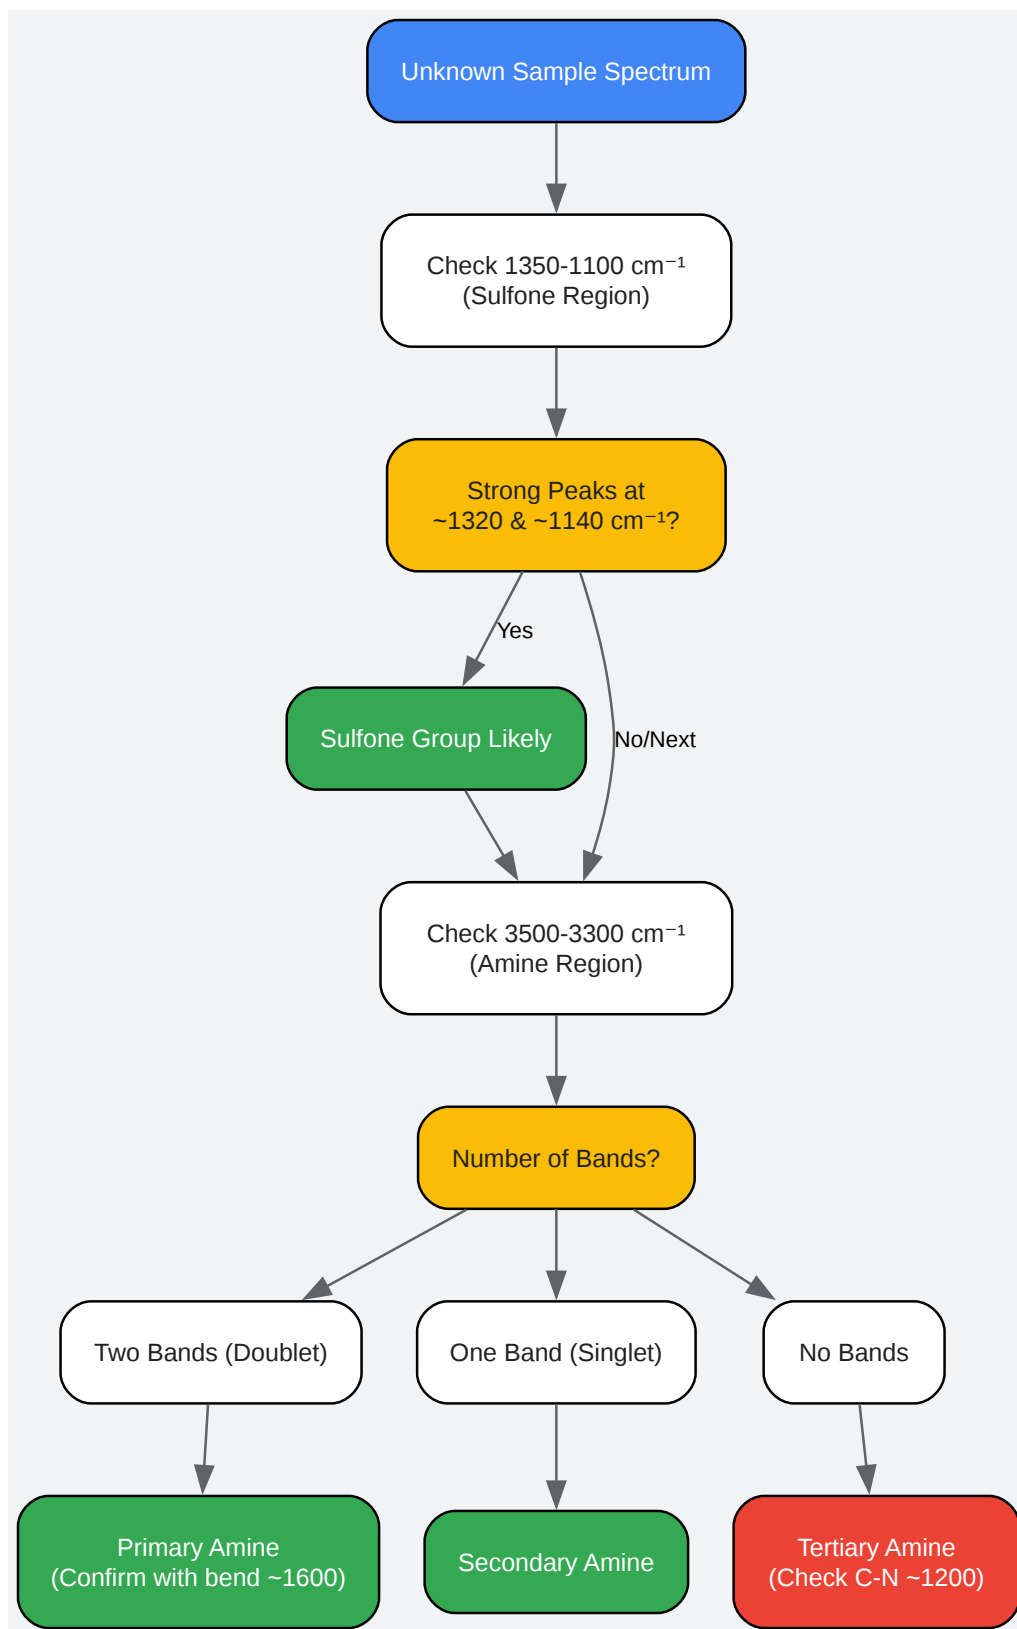 Unknown Sample Spectrum
Check 1350-1100 cm⁻¹
(Sulfone Region)
Strong Peaks at
~1320 & ~1140 cm⁻¹?
Yes
Sulfone Group Likely
No/Next
Check 3500-3300 cm⁻¹
(Amine Region)
Number of Bands?
Two Bands (Doublet)
One Band (Singlet)
No Bands
Primary Amine
(Confirm with bend ~1600)
Secondary Amine
Tertiary Amine
(Check C-N ~1200)